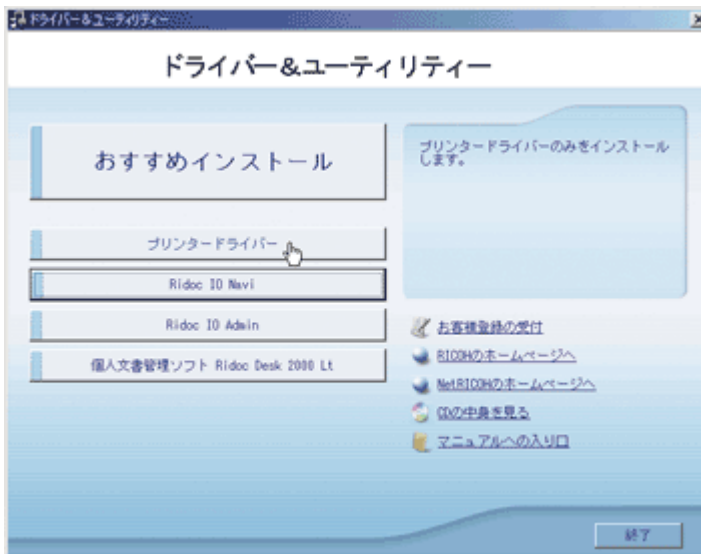 ドライバー&ユーティリティー
ドライバー&ユーティリティー
おすすめインストール
プリンタードライバー
Ridoc IO Navi
Ridoc IO Admin
個人文書管理ソフト Ridoc Desk 2000 Lt
プリンタードライバーのみをインストール
します。
お客様登録の受付
RICOHのホームページへ
NetRICOHのホームページへ
CDの中身を見る
マニュアルへの入り口
終了